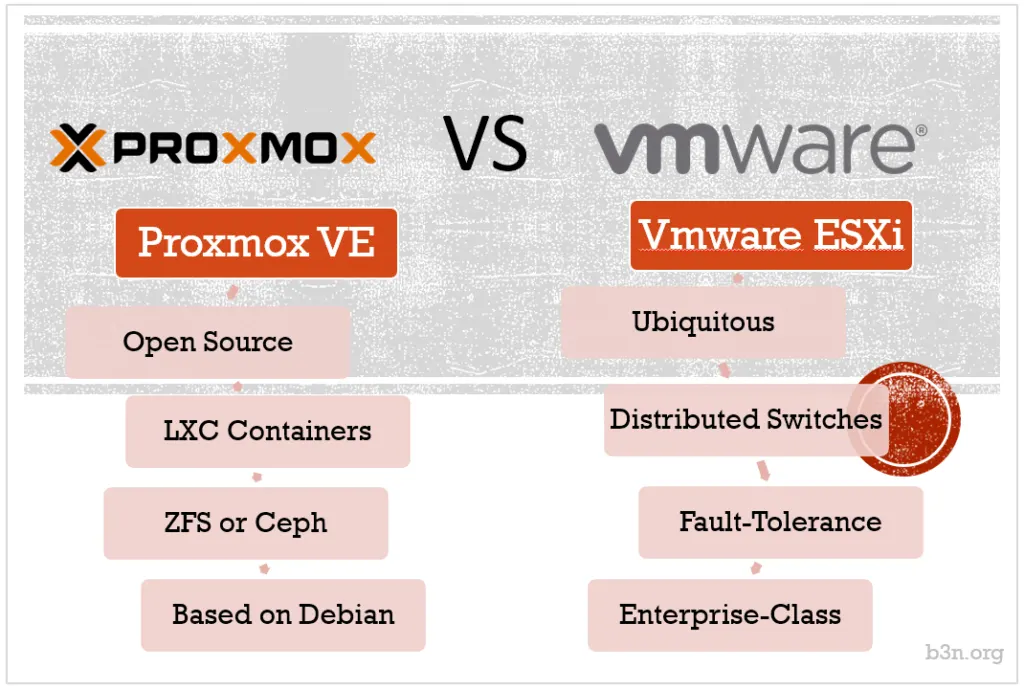 PROXMOX VS vmware®
Proxmox VE
Open Source
LXC Containers
ZFS or Ceph
Based on Debian
Vmware ESXi
Ubiquitous
Distributed Switches
Fault-Tolerance
Enterprise-Class
b3n.org